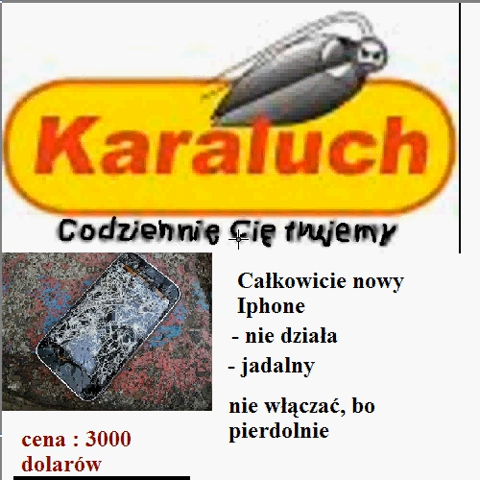 Karaluch
Codziennie Cię trujemy
Całkowicie nowy
Iphone
- nie działa
- jadalny
nie włączać, bo
pierdolnie
cena : 3000
dolarów